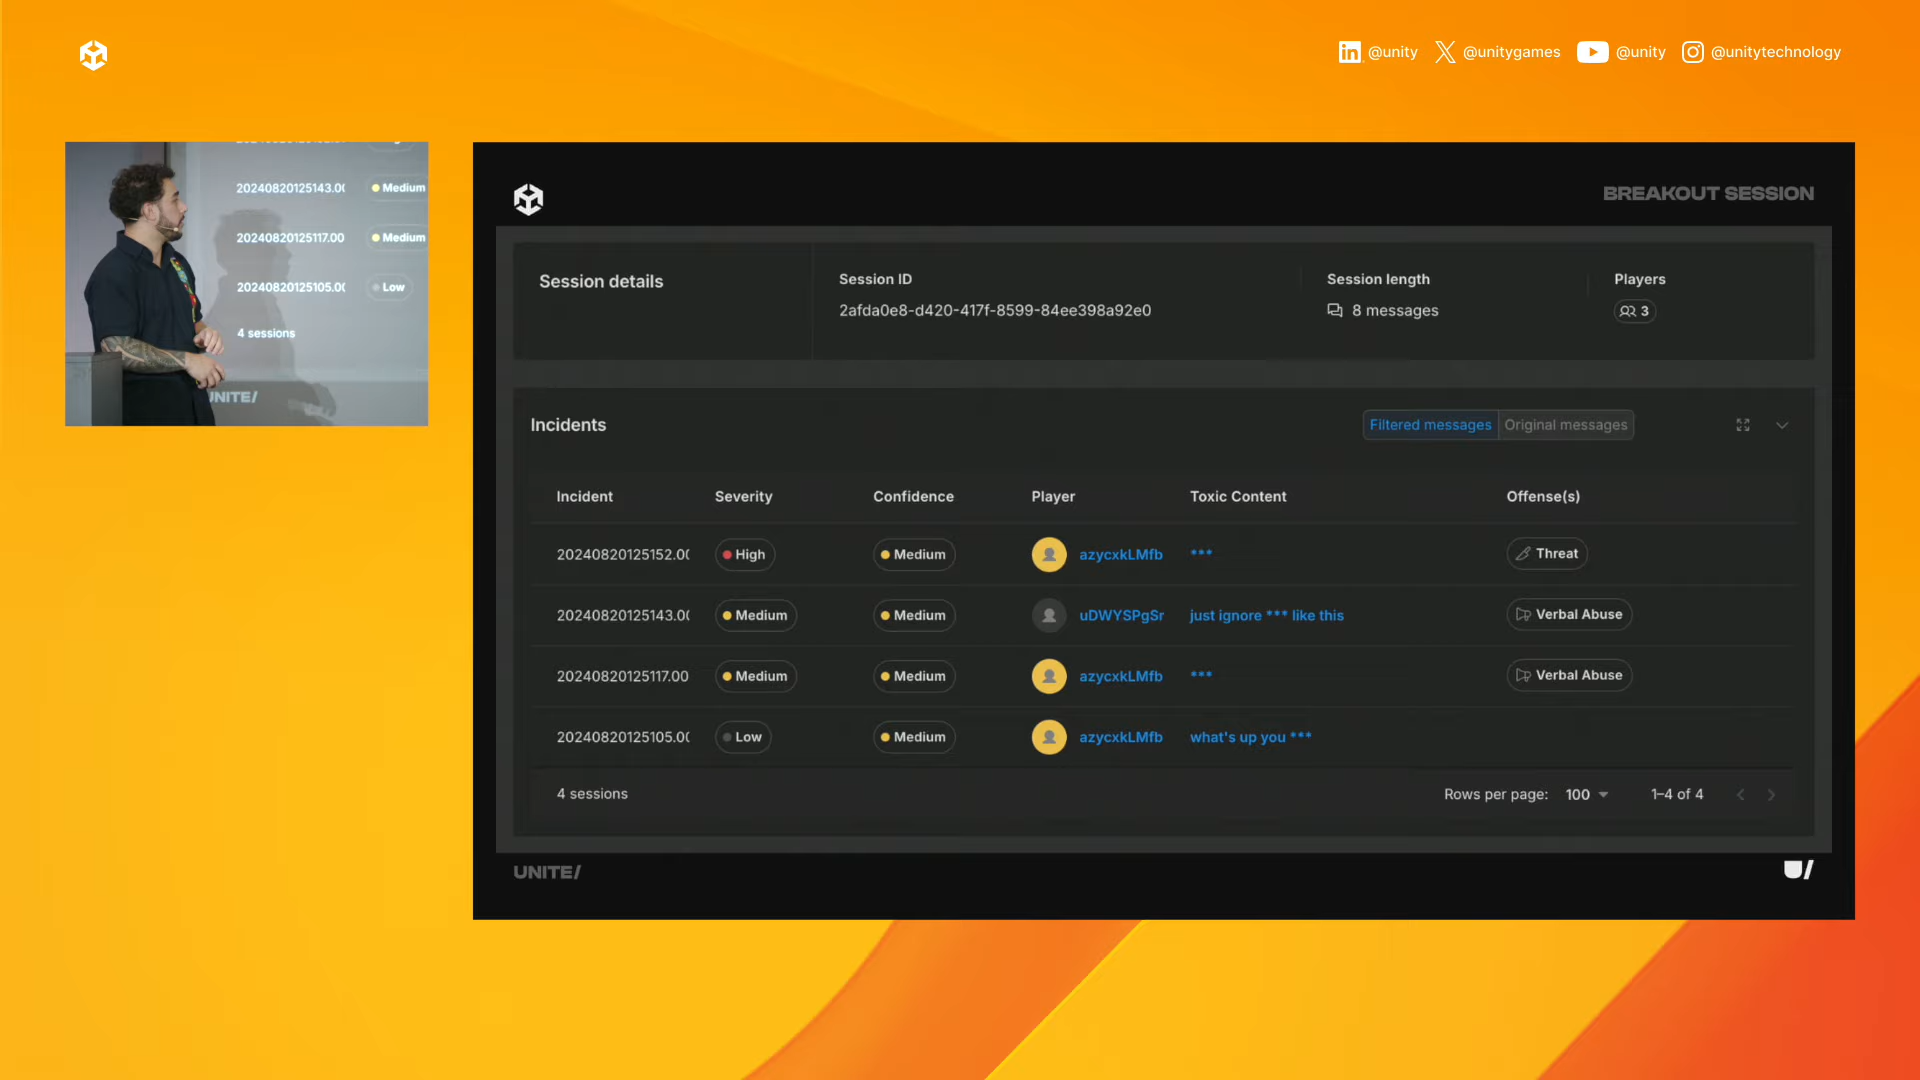 @unity @unitygames @unity @unitytechnology
20240820125143.0( Medium
20240820125117.00 Medium
20240820125105.0( Low
4 sessions
UNITE/
BREAKOUT SESSION
Session details
Session ID
2afda0e8-d420-417f-8599-84ee398a92e0
Session length
8 messages
Players
3
Incidents
Filtered messages Original messages
Incident Severity Confidence Player Toxic Content Offense(s)
20240820125152.0( High Medium azycxkLMfb *** Threat
20240820125143.0( Medium Medium uDWYSPgSr just ignore *** like this Verbal Abuse
20240820125117.00 Medium Medium azycxkLMfb *** Verbal Abuse
20240820125105.0( Low Medium azycxkLMfb what's up you ***
4 sessions Rows per page: 100 1–4 of 4
UNITE/ U/